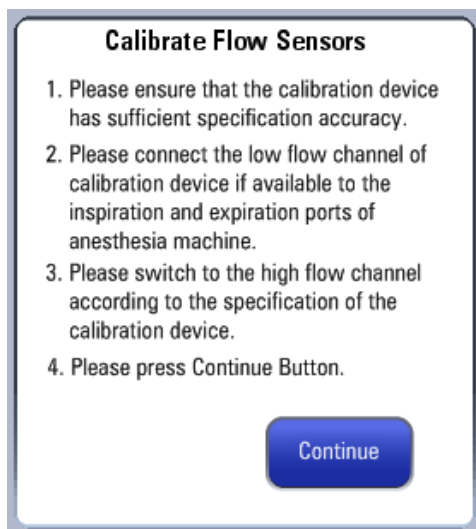 Calibrate Flow Sensors
1. Please ensure that the calibration device
has sufficient specification accuracy.
2. Please connect the low flow channel of
calibration device if available to the
inspiration and expiration ports of
anesthesia machine.
3. Please switch to the high flow channel
according to the specification of the
calibration device.
4. Please press Continue Button.
Continue